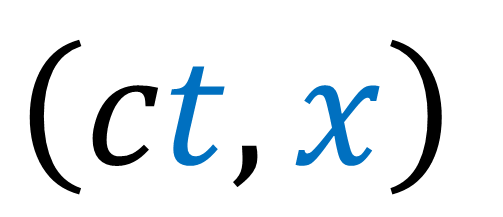 (ct, x)